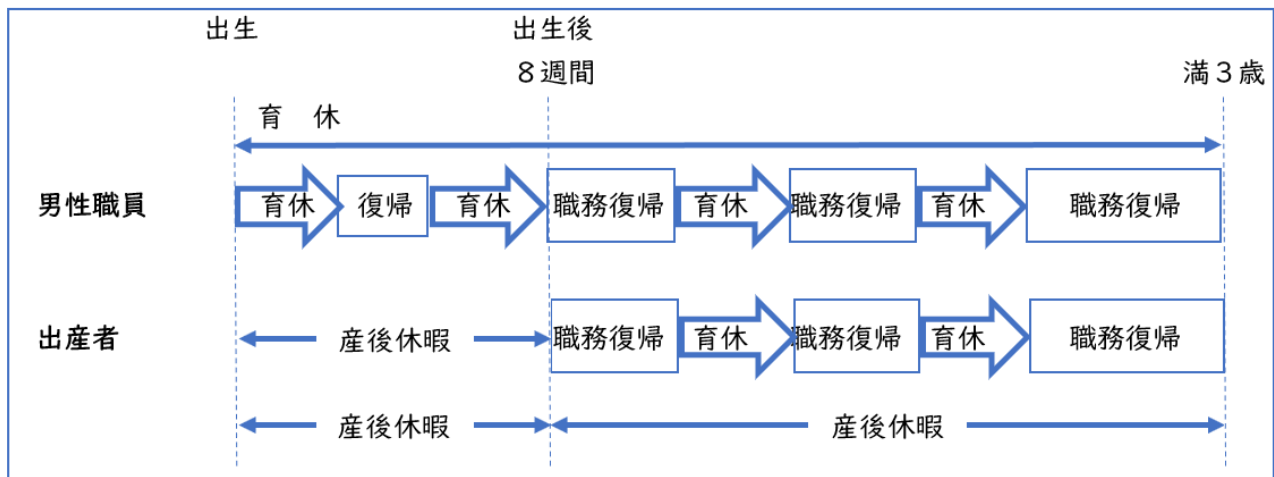 出生 出生後
８週間 満３歳
育　休
男性職員 育休 復帰 育休 職務復帰 育休 職務復帰 育休 職務復帰
出産者 産後休暇 職務復帰 育休 職務復帰 育休 職務復帰
産後休暇 産後休暇